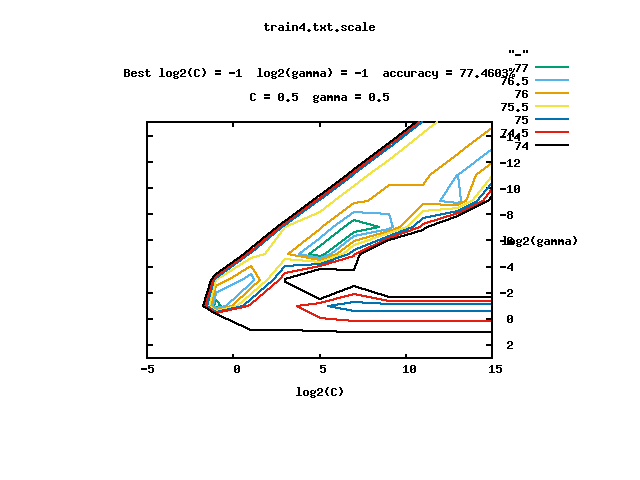 train4.txt.scale
"-"
Best log2(C) = -1  log2(gamma) = -1  accuracy = 77.4603%
77
76.5
C = 0.5  gamma = 0.5
76
75.5
75
74.5
74
-14
-12
-10
-8
-6
log2(gamma)
-4
-2
0
2
-5 0 5 10 15
log2(C)